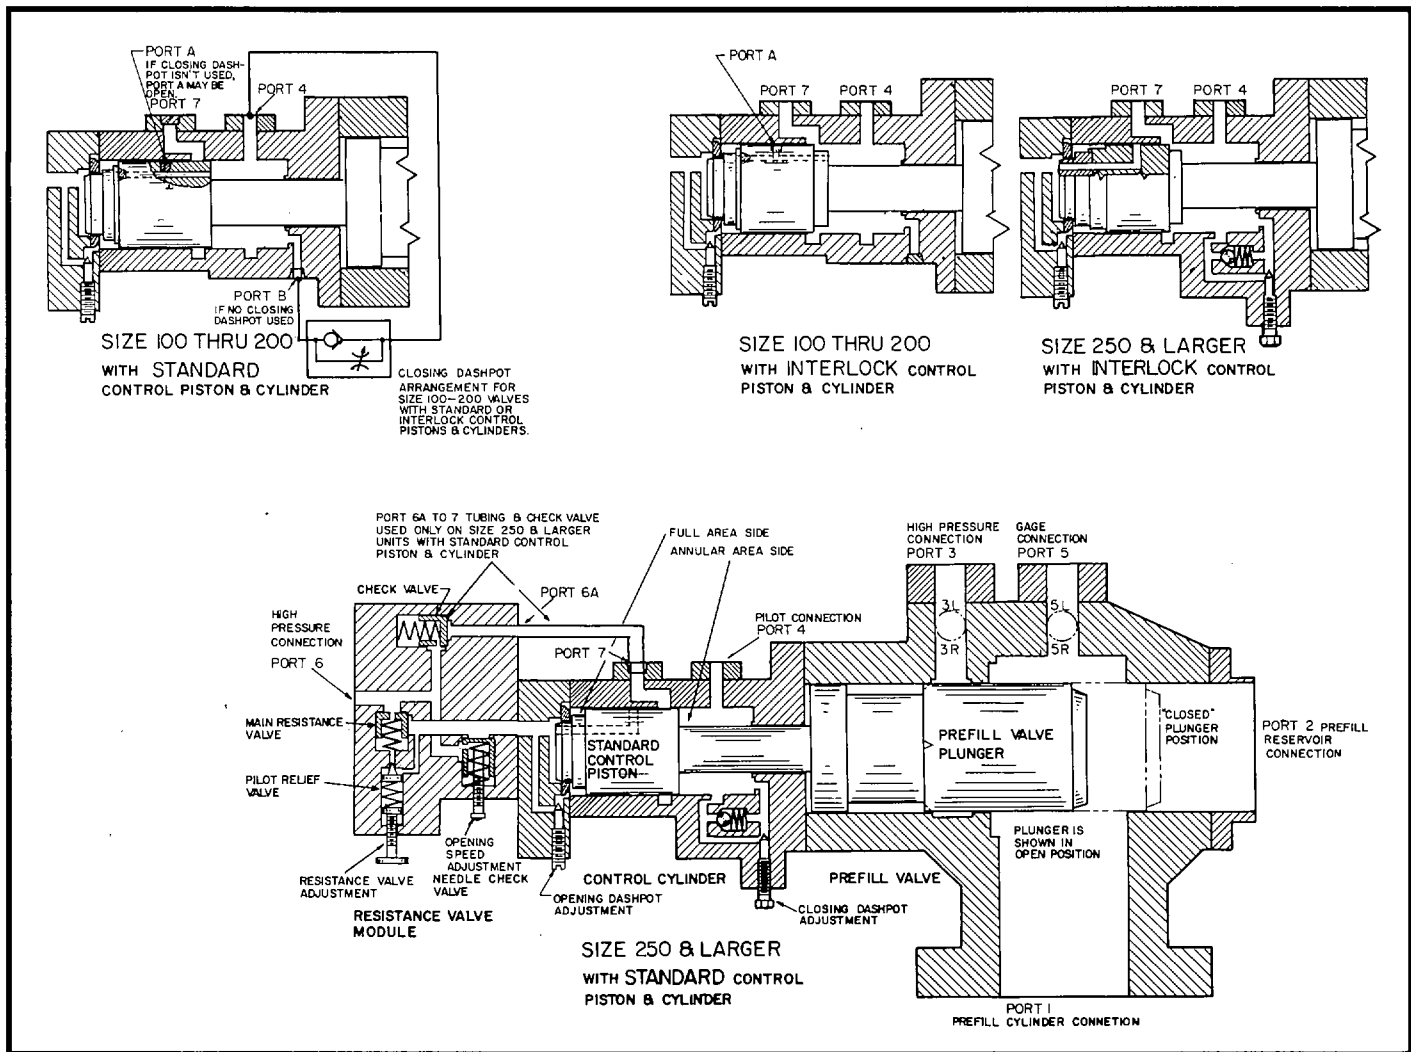 PORT A
IF CLOSING DASH-
POT ISN'T USED,
PORT A MAY BE
OPEN.
PORT 7
PORT 4
PORT B
IF NO CLOSING
DASHPOT USED
SIZE 100 THRU 200
WITH STANDARD
CONTROL PISTON & CYLINDER
CLOSING DASHPOT
ARRANGEMENT FOR
SIZE 100-200 VALVES
WITH STANDARD OR
INTERLOCK CONTROL
PISTONS & CYLINDERS.
PORT A
PORT 7
PORT 4
SIZE 100 THRU 200
WITH INTERLOCK CONTROL
PISTON & CYLINDER
PORT 7
PORT 4
SIZE 250 & LARGER
WITH INTERLOCK CONTROL
PISTON & CYLINDER
PORT 6A TO 7 TUBING & CHECK VALVE
USED ONLY ON SIZE 250 & LARGER
UNITS WITH STANDARD CONTROL
PISTON & CYLINDER
CHECK VALVE
PORT 6A
FULL AREA SIDE
ANNULAR AREA SIDE
HIGH PRESSURE
CONNECTION
PORT 3
GAGE
CONNECTION
PORT 5
HIGH
PRESSURE
CONNECTION
PORT 6
PILOT CONNECTION
PORT 4
PORT 7
3L
3R
5L
5R
MAIN RESISTANCE
VALVE
PILOT RELIEF
VALVE
STANDARD
CONTROL
PISTON
PREFILL VALVE
PLUNGER
"CLOSED"
PLUNGER
POSITION
PORT 2 PREFILL
RESERVOIR
CONNECTION
PLUNGER IS
SHOWN IN
OPEN POSITION
RESISTANCE VALVE
ADJUSTMENT
OPENING
SPEED
ADJUSTMENT
NEEDLE CHECK
VALVE
RESISTANCE VALVE
MODULE
OPENING DASHPOT
ADJUSTMENT
CONTROL CYLINDER
PREFILL VALVE
CLOSING DASHPOT
ADJUSTMENT
SIZE 250 & LARGER
WITH STANDARD CONTROL
PISTON & CYLINDER
PORT 1
PREFILL CYLINDER CONNETION